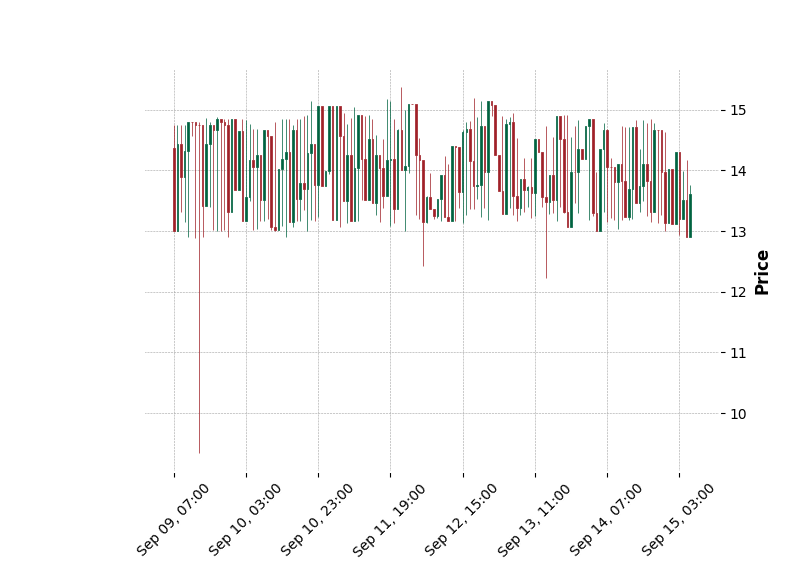 15
14
13
12
11
10
Price
Sep 09, 07:00
Sep 10, 03:00
Sep 10, 23:00
Sep 11, 19:00
Sep 12, 15:00
Sep 13, 11:00
Sep 14, 07:00
Sep 15, 03:00